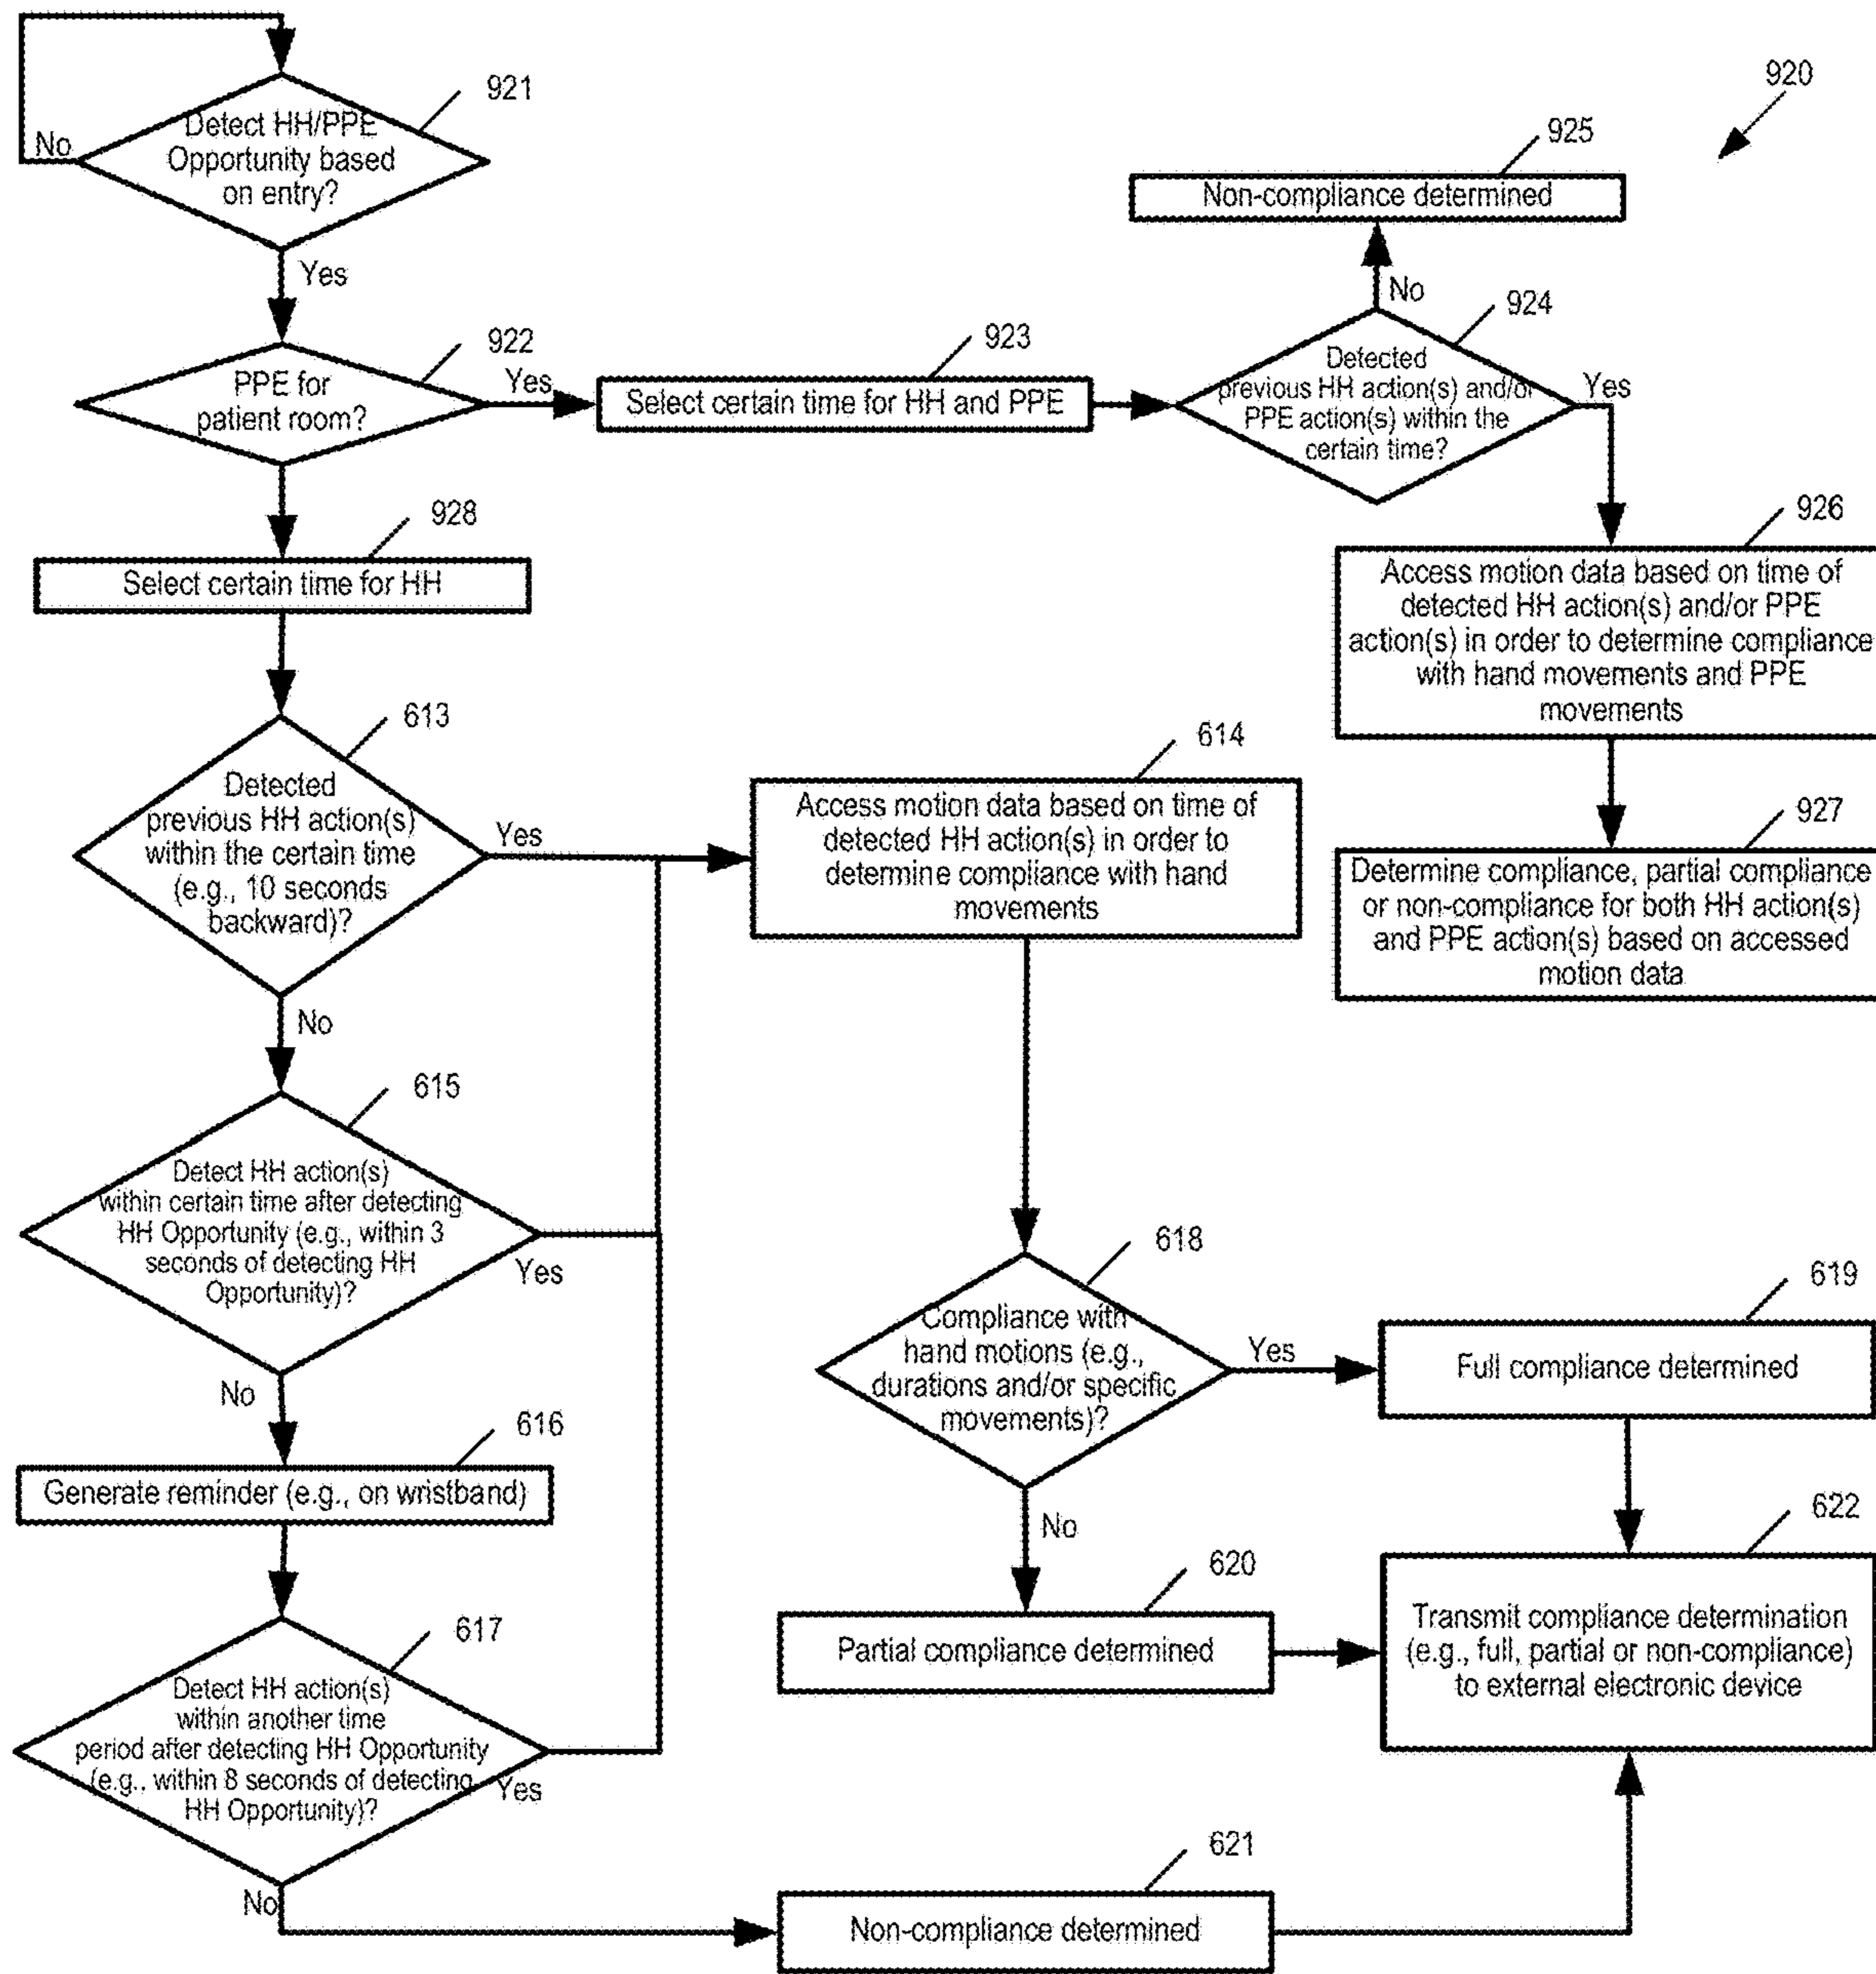 920
921
Detect HH/PPE
Opportunity based
on entry?
No
Yes
922
PPE for
patient room?
Yes
923
Select certain time for HH and PPE
924
Detected
previous HH action(s) and/or
PPE action(s) within the
certain time?
No
Yes
925
Non-compliance determined
926
Access motion data based on time of
detected HH action(s) and/or PPE
action(s) in order to determine compliance
with hand movements and PPE
movements
927
Determine compliance, partial compliance
or non-compliance for both HH action(s)
and PPE action(s) based on accessed
motion data
928
Select certain time for HH
613
Detected
previous HH action(s)
within the certain time
(e.g., 10 seconds
backward)?
Yes
No
614
Access motion data based on time of
detected HH action(s) in order to
determine compliance with hand
movements
615
Detect HH action(s)
within certain time after detecting
HH Opportunity (e.g., within 3
seconds of detecting HH
Opportunity)?
Yes
No
616
Generate reminder (e.g., on wristband)
617
Detect HH action(s)
within another time
period after detecting HH Opportunity
(e.g., within 8 seconds of detecting
HH Opportunity)?
Yes
No
618
Compliance with
hand motions (e.g.,
durations and/or specific
movements)?
Yes
No
619
Full compliance determined
620
Partial compliance determined
621
Non-compliance determined
622
Transmit compliance determination
(e.g., full, partial or non-compliance)
to external electronic device